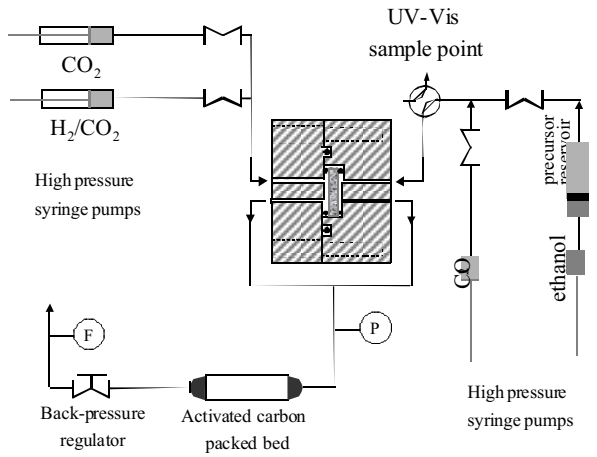 UV-Vis
sample point
CO2
H2/CO2
High pressure
syringe pumps
precursor
reservoir
CO
ethanol
P
F
Back-pressure
regulator
Activated carbon
packed bed
High pressure
syringe pumps